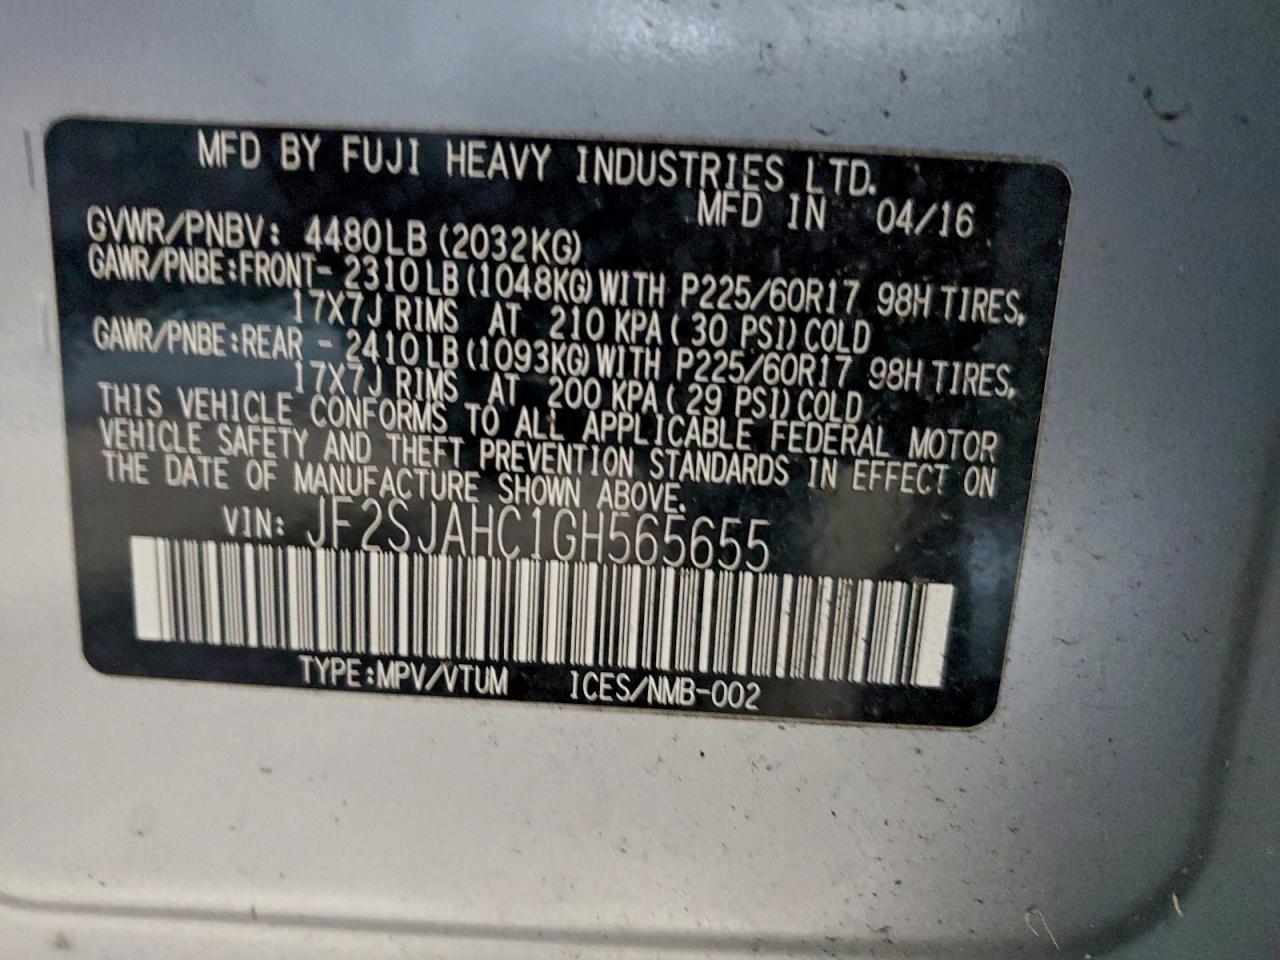 MFD BY FUJI HEAVY INDUSTRIES LTD.
MFD IN 04/16
GVWR/PNBV: 4480LB (2032KG)
GAWR/PNBE:FRONT- 2310LB (1048KG) WITH P225/60R17 98H TIRES,
17X7J RIMS AT 210 KPA ( 30 PSI) COLD
GAWR/PNBE:REAR - 2410LB (1093KG) WITH P225/60R17 98H TIRES,
17X7J RIMS AT 200 KPA ( 29 PSI) COLD
THIS VEHICLE CONFORMS TO ALL APPLICABLE FEDERAL MOTOR
VEHICLE SAFETY AND THEFT PREVENTION STANDARDS IN EFFECT ON
THE DATE OF MANUFACTURE SHOWN ABOVE.
VIN: JF2SJAHC1GH565655
TYPE:MPV/VTUM ICES/NMB-002